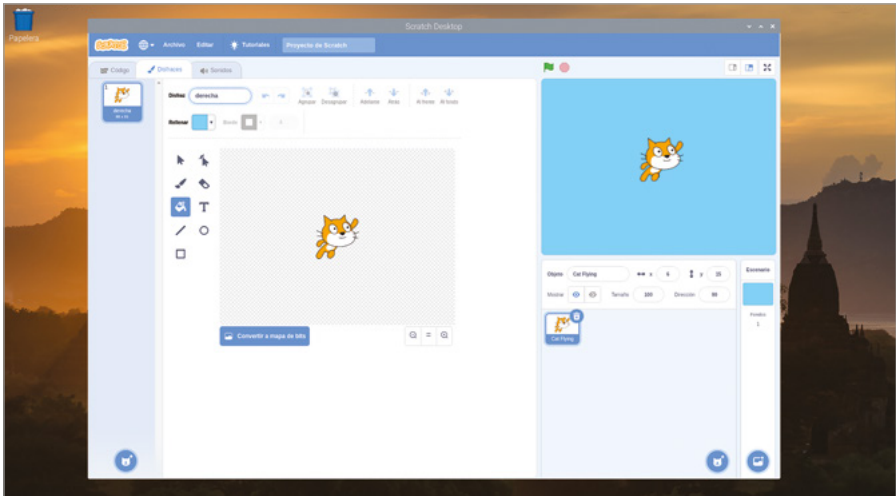 Scratch Desktop
Papelera
SCRATCH Archivo Editar Tutoriales Proyecto de Scratch
Código Disfraces Sonidos
1
derecha
Disfraz derecha Agrupar Desagrupar Adelante Atrás Al frente Al fondo
Rellenar Borde
T
Convertir a mapa de bits
Objeto Cat Flying x y
Mostrar Tamaño 100 Dirección
Escenario
Fondos
1
Cat Flying